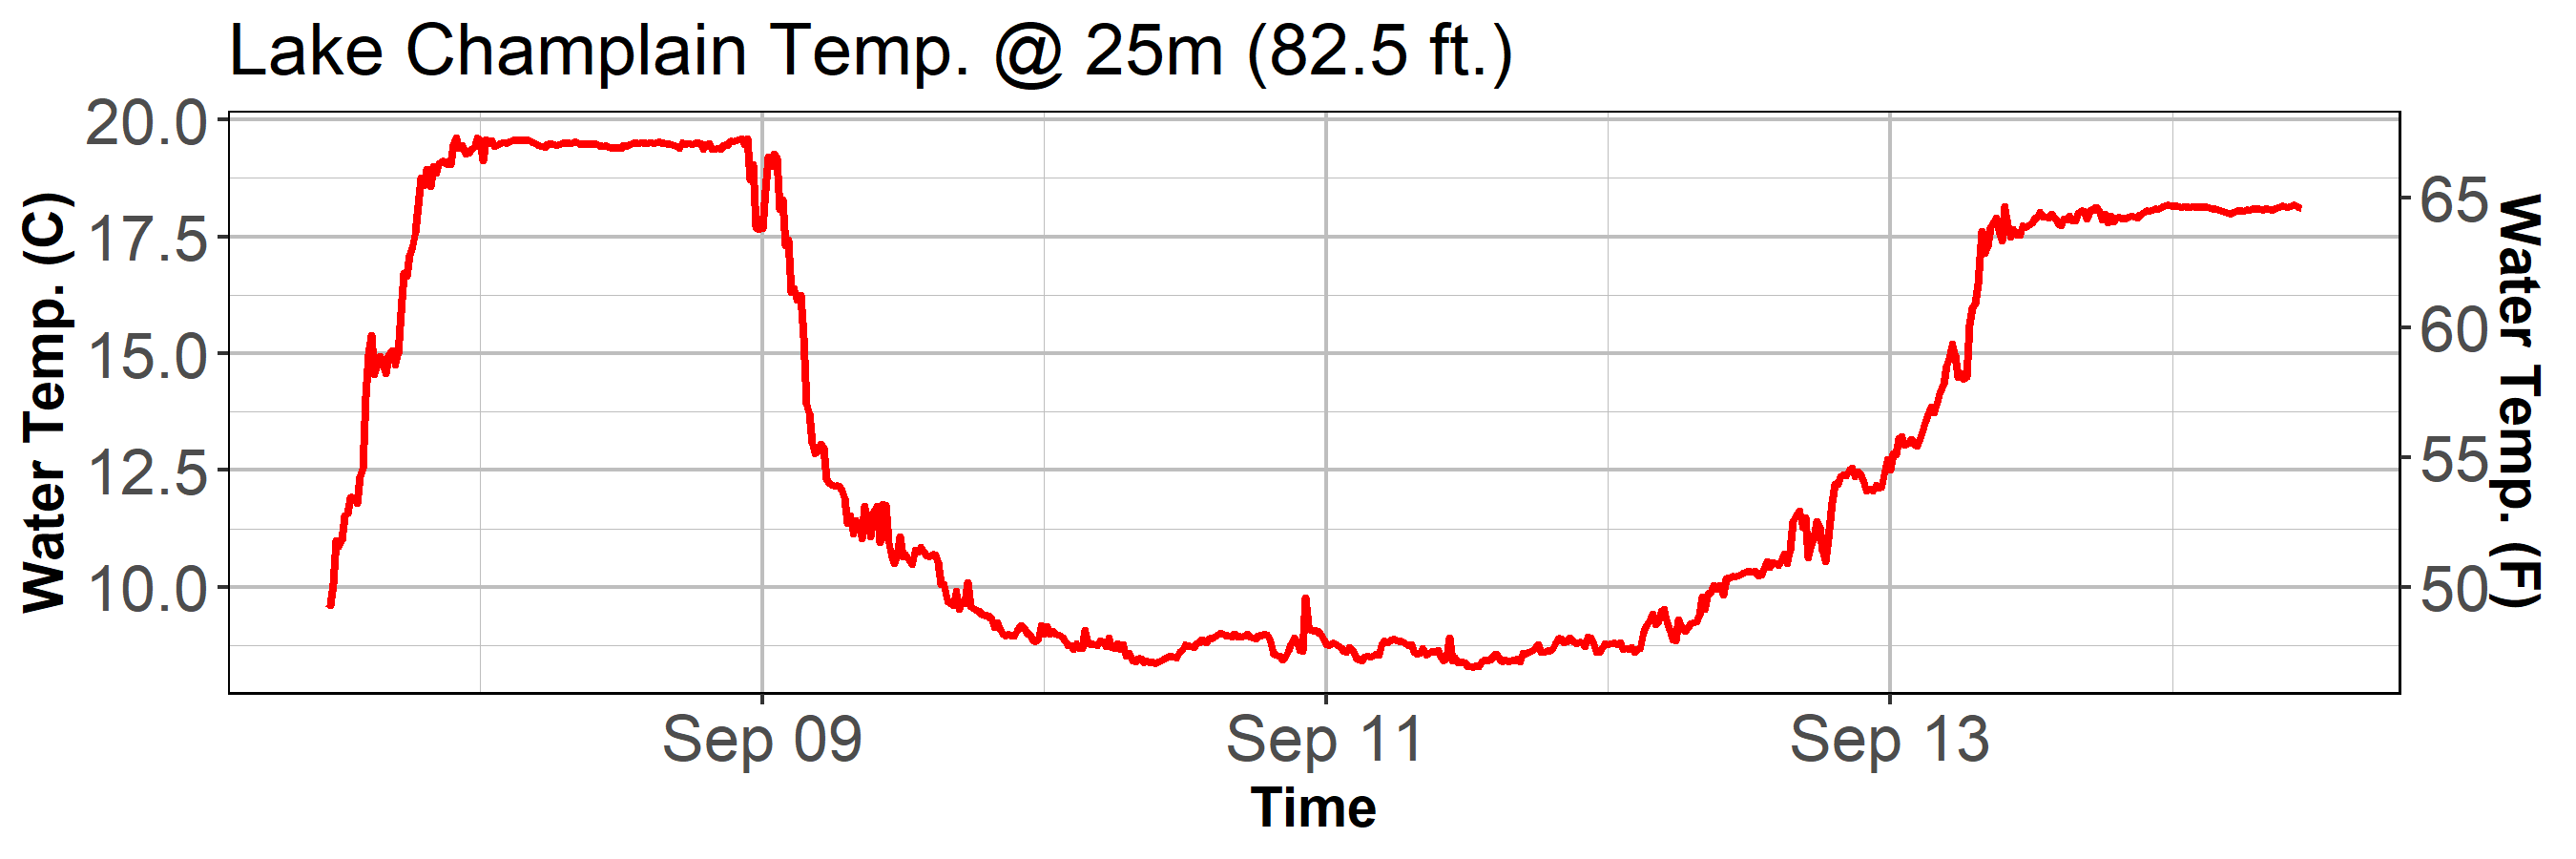 Lake Champlain Temp. @ 25m (82.5 ft.)
Water Temp. (C)
20.0
17.5
15.0
12.5
10.0
65
60
55
50
Water Temp. (F)
Sep 09
Sep 11
Sep 13
Time